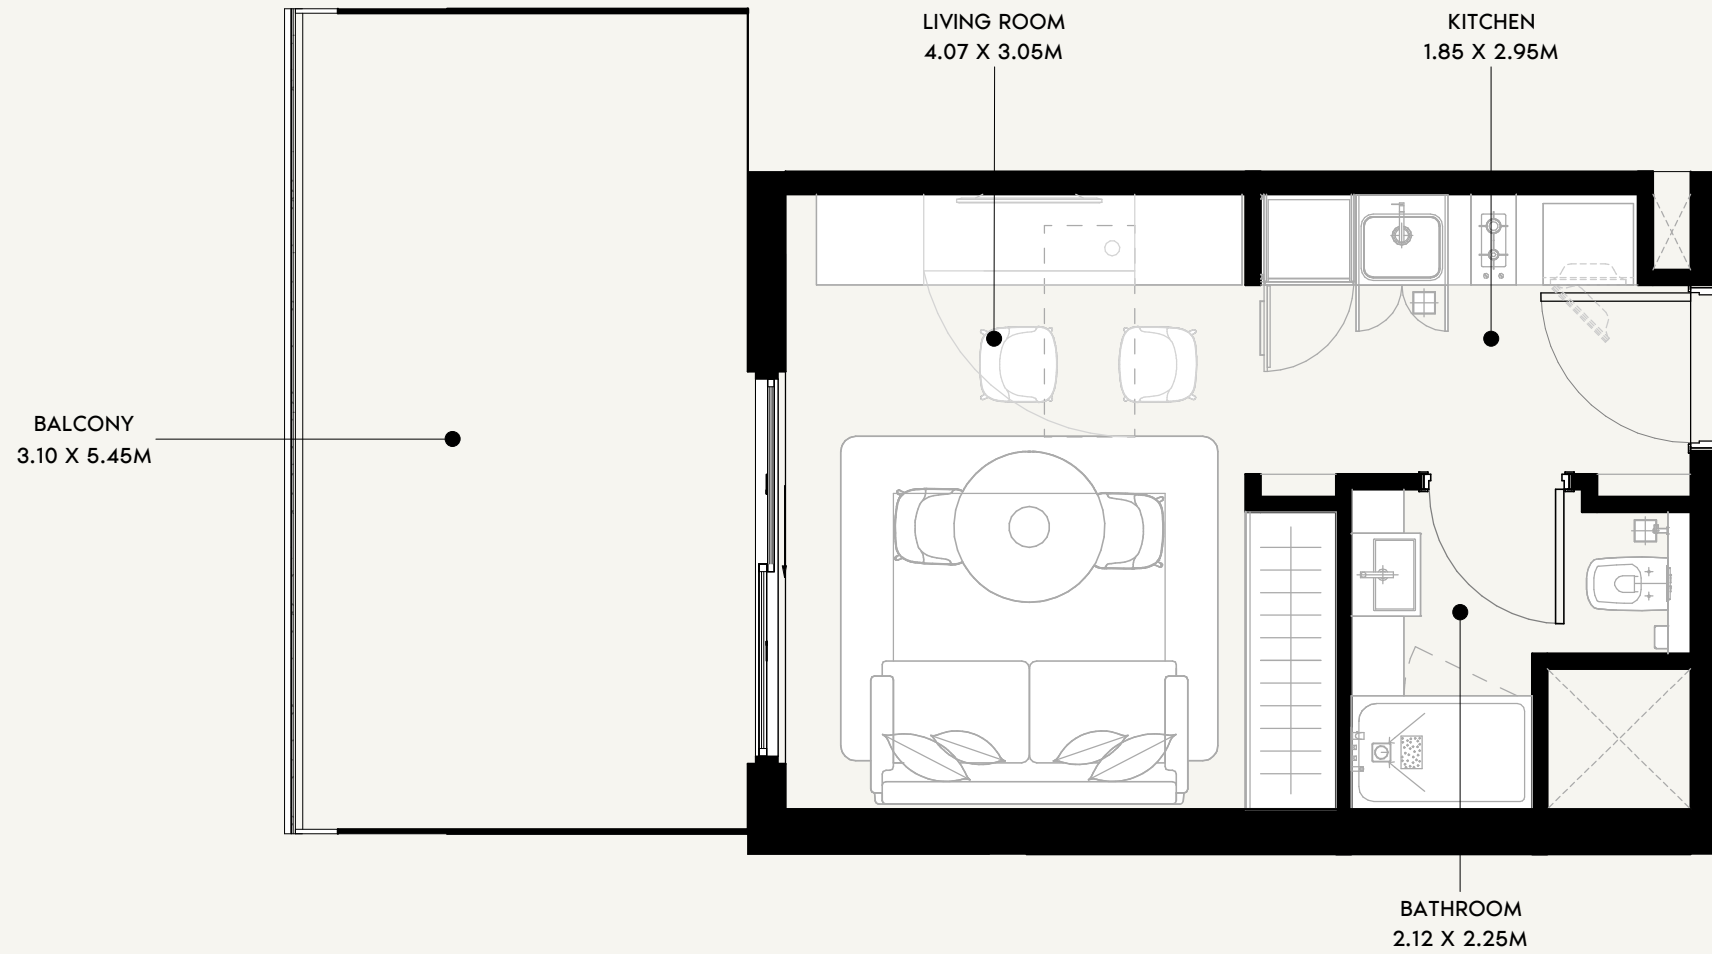 LIVING ROOM
4.07 X 3.05M
KITCHEN
1.85 X 2.95M
BALCONY
3.10 X 5.45M
BATHROOM
2.12 X 2.25M